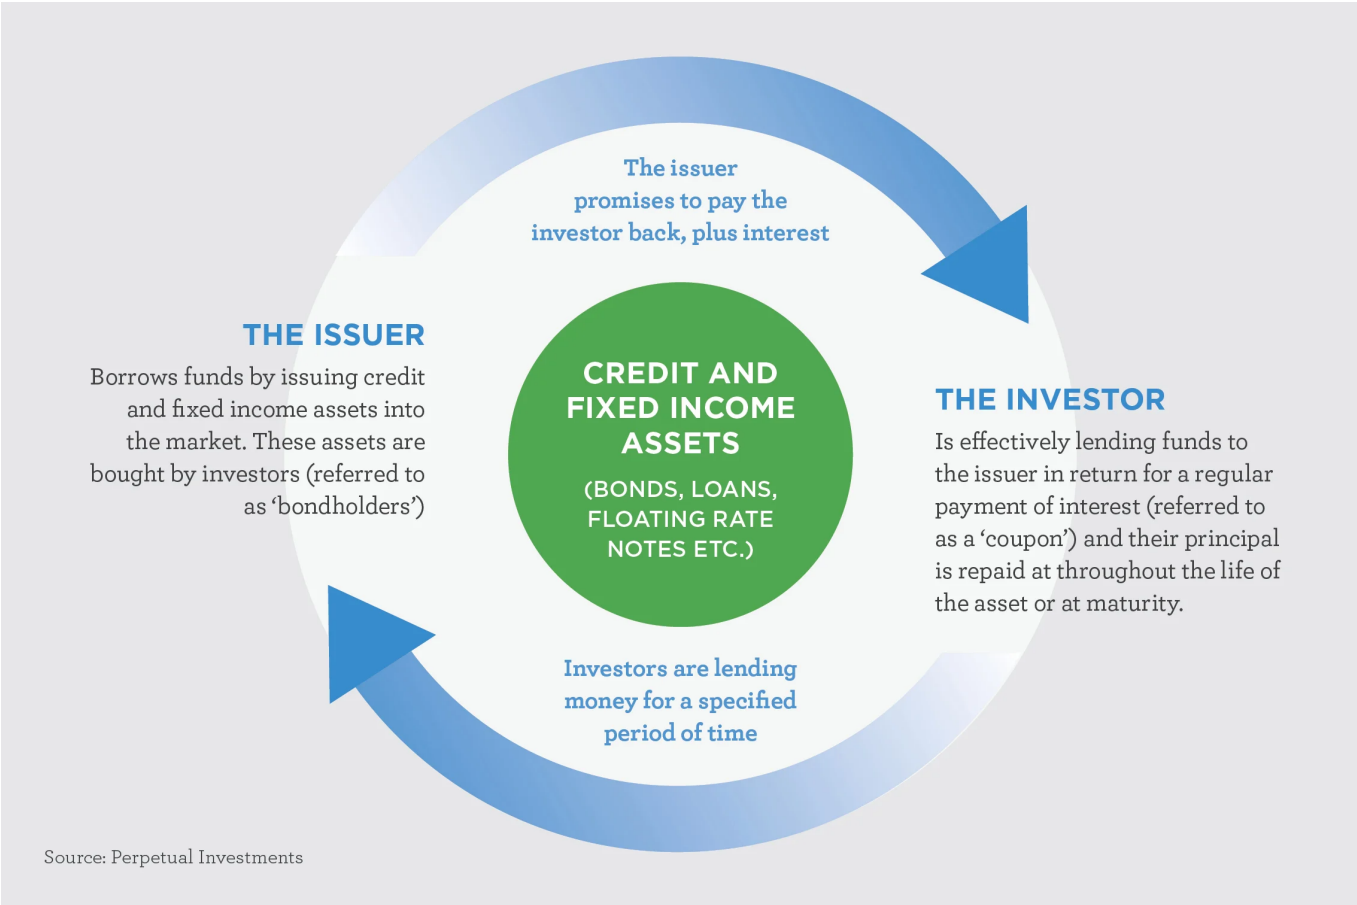 The issuer
promises to pay the
investor back, plus interest
THE ISSUER
Borrows funds by issuing credit
and fixed income assets into
the market. These assets are
bought by investors (referred to
as ‘bondholders’)
CREDIT AND
FIXED INCOME
ASSETS
(BONDS, LOANS,
FLOATING RATE
NOTES ETC.)
THE INVESTOR
Is effectively lending funds to
the issuer in return for a regular
payment of interest (referred to
as a ‘coupon’) and their principal
is repaid at throughout the life of
the asset or at maturity.
Investors are lending
money for a specified
period of time
Source: Perpetual Investments